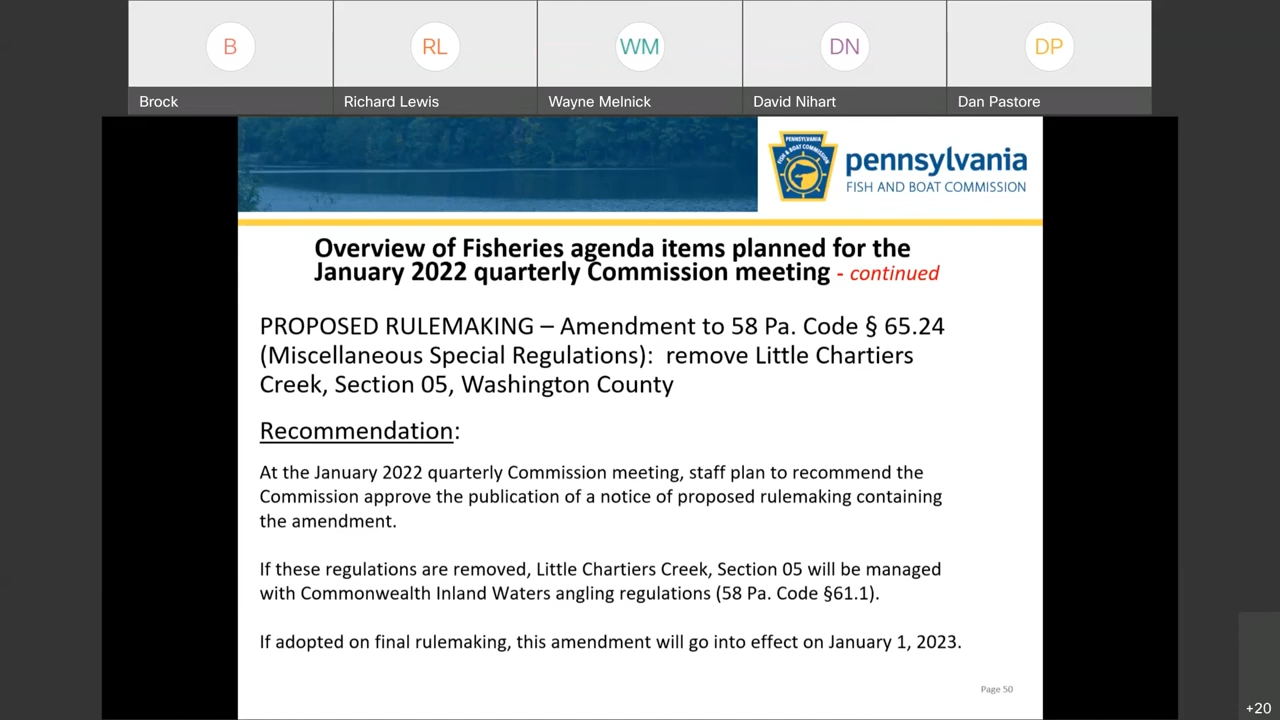 B
RL
WM
DN
DP
Brock
Richard Lewis
Wayne Melnick
David Nihart
Dan Pastore
PENNSYLVANIA
FISH & BOAT COMMISSION
pennsylvania
FISH AND BOAT COMMISSION
Overview of Fisheries agenda items planned for the
January 2022 quarterly Commission meeting - continued
PROPOSED RULEMAKING – Amendment to 58 Pa. Code § 65.24
(Miscellaneous Special Regulations):  remove Little Chartiers
Creek, Section 05, Washington County
Recommendation:
At the January 2022 quarterly Commission meeting, staff plan to recommend the
Commission approve the publication of a notice of proposed rulemaking containing
the amendment.
If these regulations are removed, Little Chartiers Creek, Section 05 will be managed
with Commonwealth Inland Waters angling regulations (58 Pa. Code §61.1).
If adopted on final rulemaking, this amendment will go into effect on January 1, 2023.
Page 50
+20